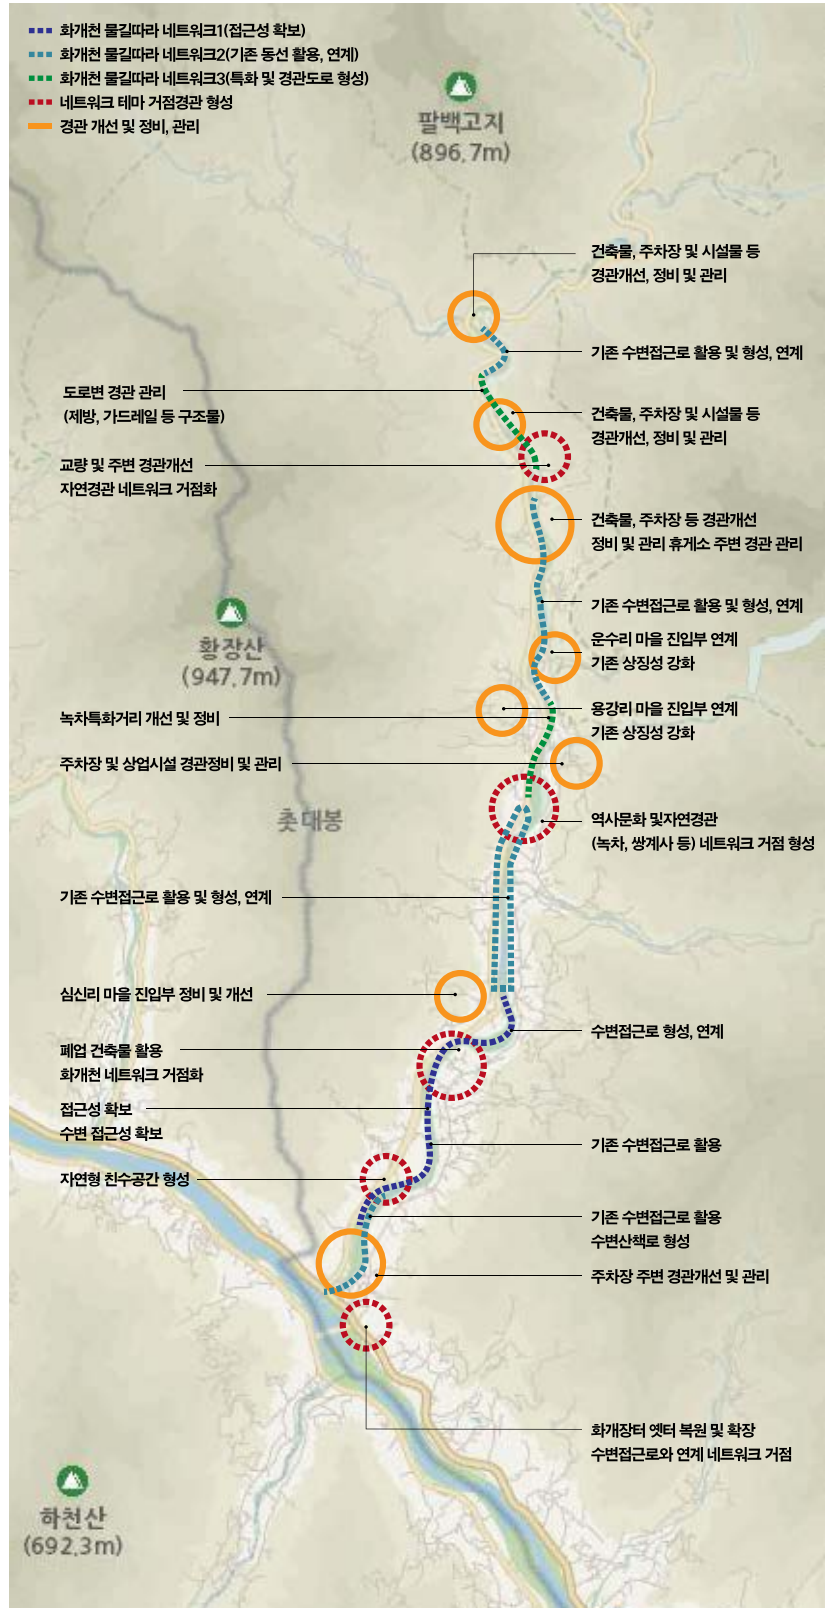 화개천 물길따라 네트워크1(접근성 확보)
화개천 물길따라 네트워크2(기존 동선 활용, 연계)
화개천 물길따라 네트워크3(특화 및 경관도로 형성)
네트워크 테마 거점경관 형성
경관 개선 및 정비, 관리
팔백고지
(896.7m)
건축물, 주차장 및 시설물 등
경관개선, 정비 및 관리
기존 수변접근로 활용 및 형성, 연계
도로변 경관 관리
(제방, 가드레일 등 구조물)
건축물, 주차장 및 시설물 등
경관개선, 정비 및 관리
교량 및 주변 경관개선
자연경관 네트워크 거점화
건축물, 주차장 등 경관개선
정비 및 관리 휴게소 주변 경관 관리
기존 수변접근로 활용 및 형성, 연계
황장산
(947.7m)
운수리 마을 진입부 연계
기존 상징성 강화
녹차특화거리 개선 및 정비
용강리 마을 진입부 연계
기존 상징성 강화
주차장 및 상업시설 경관정비 및 관리
촛대봉
역사문화 및자연경관
(녹차, 쌍계사 등) 네트워크 거점 형성
기존 수변접근로 활용 및 형성, 연계
심신리 마을 진입부 정비 및 개선
수변접근로 형성, 연계
폐업 건축물 활용
화개천 네트워크 거점화
접근성 확보
수변 접근성 확보
기존 수변접근로 활용
자연형 친수공간 형성
기존 수변접근로 활용
수변산책로 형성
주차장 주변 경관개선 및 관리
화개장터 옛터 복원 및 확장
수변접근로와 연계 네트워크 거점
하천산
(692.3m)